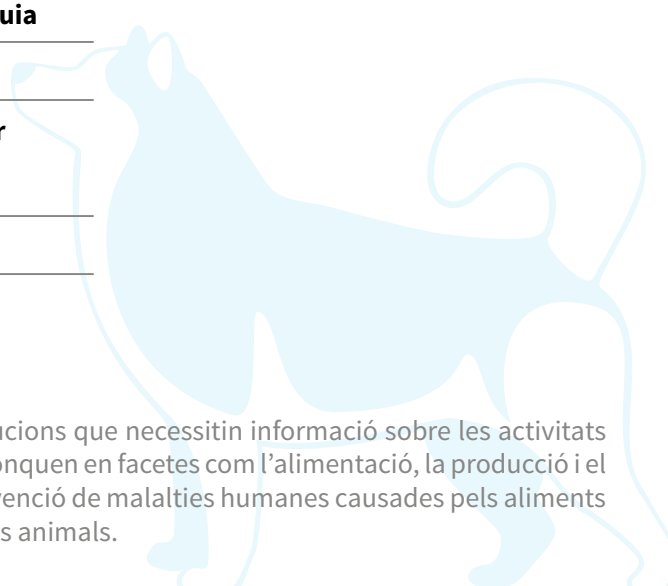 uia
r
ucions que necessitin informació sobre les activitats
onquen en facetes com l’alimentació, la producció i el
venció de malalties humanes causades pels aliments
s animals.